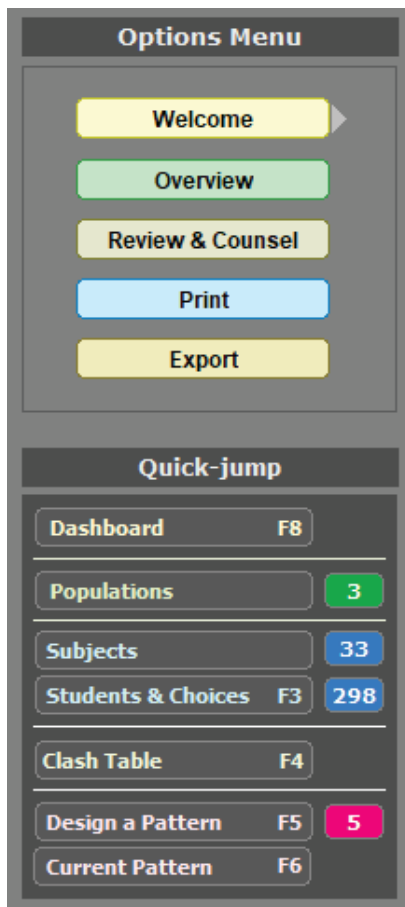 Options Menu
Welcome
Overview
Review & Counsel
Print
Export
Quick-jump
Dashboard F8
Populations 3
Subjects 33
Students & Choices F3 298
Clash Table F4
Design a Pattern F5 5
Current Pattern F6